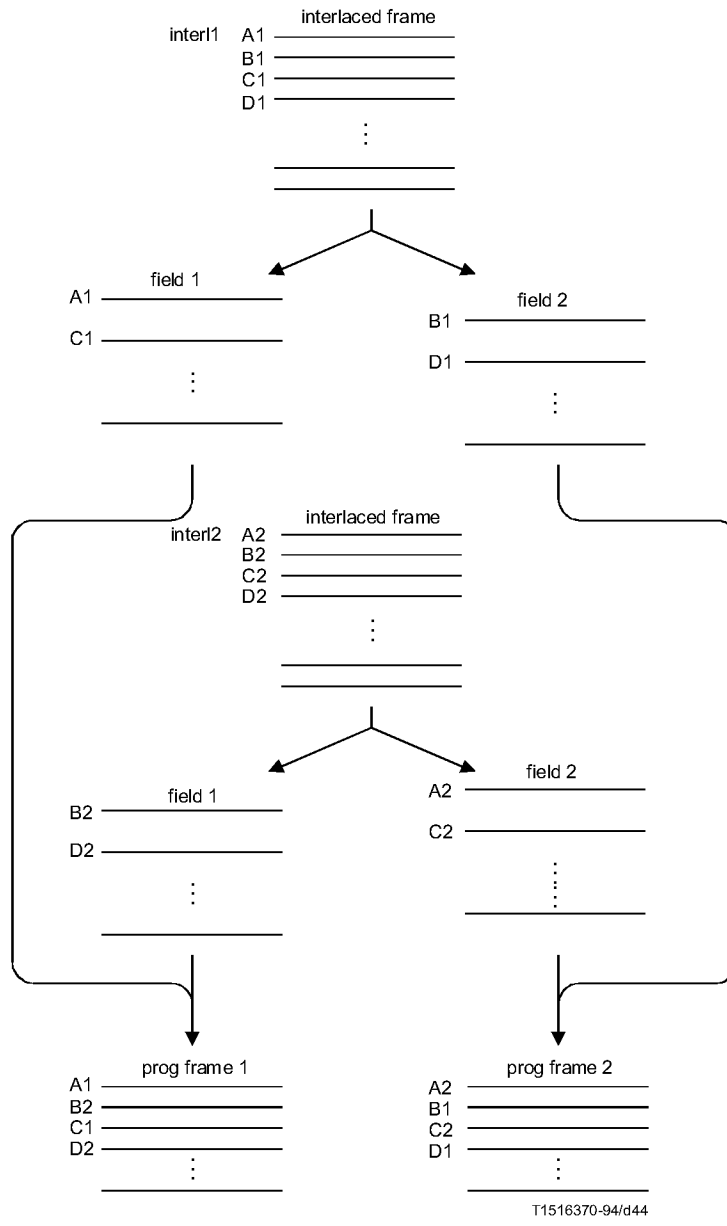 interlaced frame
interl1 A1
B1
C1
D1
field 1
A1
C1
field 2
B1
D1
interlaced frame
interl2 A2
B2
C2
D2
field 1
B2
D2
field 2
A2
C2
prog frame 1
A1
B2
C1
D2
prog frame 2
A2
B1
C2
D1
T1516370-94/d44